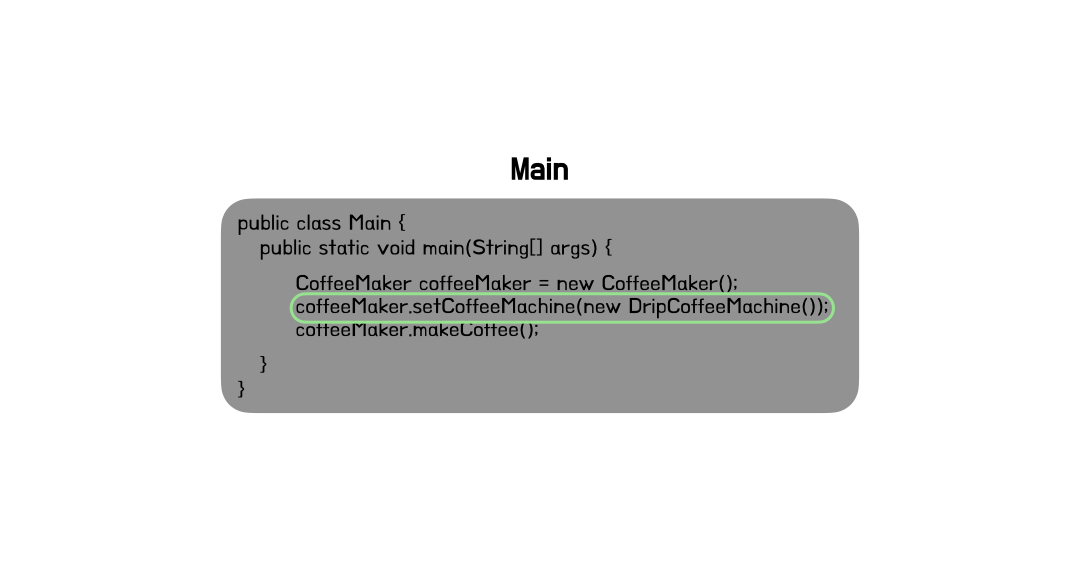 Main
public class Main {
public static void main(String[] args) {
CoffeeMaker coffeeMaker = new CoffeeMaker();
coffeeMaker.setCoffeeMachine(new DripCoffeeMachine());
coffeeMaker.makeCoffee();
}
}